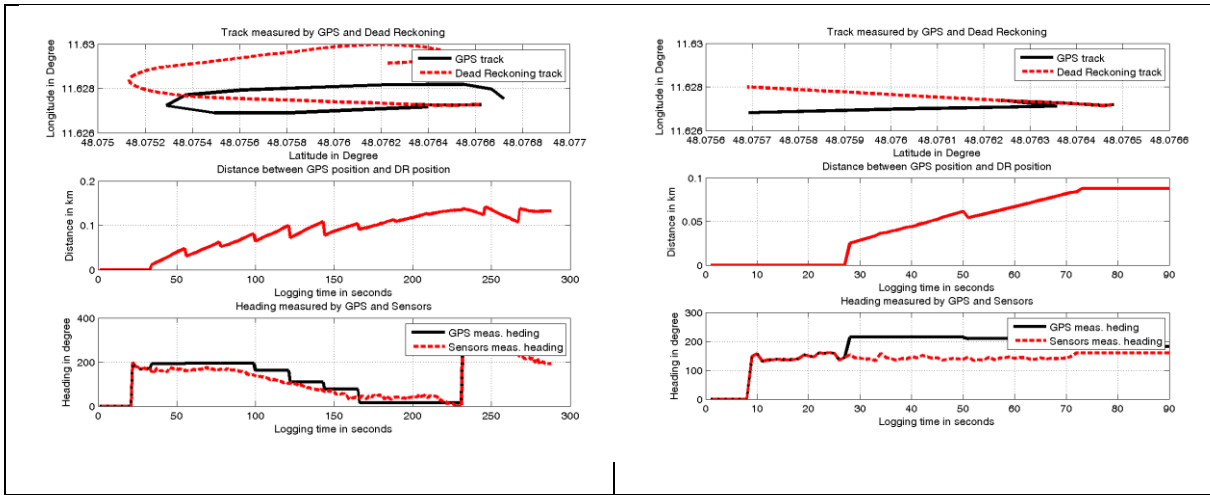 Track measured by GPS and Dead Reckoning
11.63
11.628
11.626
Longitude in Degree
GPS track
Dead Reckoning track
48.075 48.0752 48.0754 48.0756 48.0758 48.076 48.0762 48.0764 48.0766 48.0768 48.077
Latitude in Degree
Distance between GPS position and DR position
0.2
0.1
0
Distance in km
0 50 100 150 200 250 300
Logging time in seconds
Heading measured by GPS and Sensors
400
200
0
Heading in degree
GPS meas. heding
Sensors meas. heading
0 50 100 150 200 250 300
Logging time in seconds
Track measured by GPS and Dead Reckoning
11.63
11.628
11.626
Longitude in Degree
GPS track
Dead Reckoning track
48.0756 48.0757 48.0758 48.0759 48.076 48.0761 48.0762 48.0763 48.0764 48.0765 48.0766
Latitude in Degree
Distance between GPS position and DR position
0.1
0.05
0
Distance in km
0 10 20 30 40 50 60 70 80 90
Logging time in seconds
Heading measured by GPS and Sensors
300
200
100
0
Heading in degree
GPS meas. heding
Sensors meas. heading
0 10 20 30 40 50 60 70 80 90
Logging time in seconds